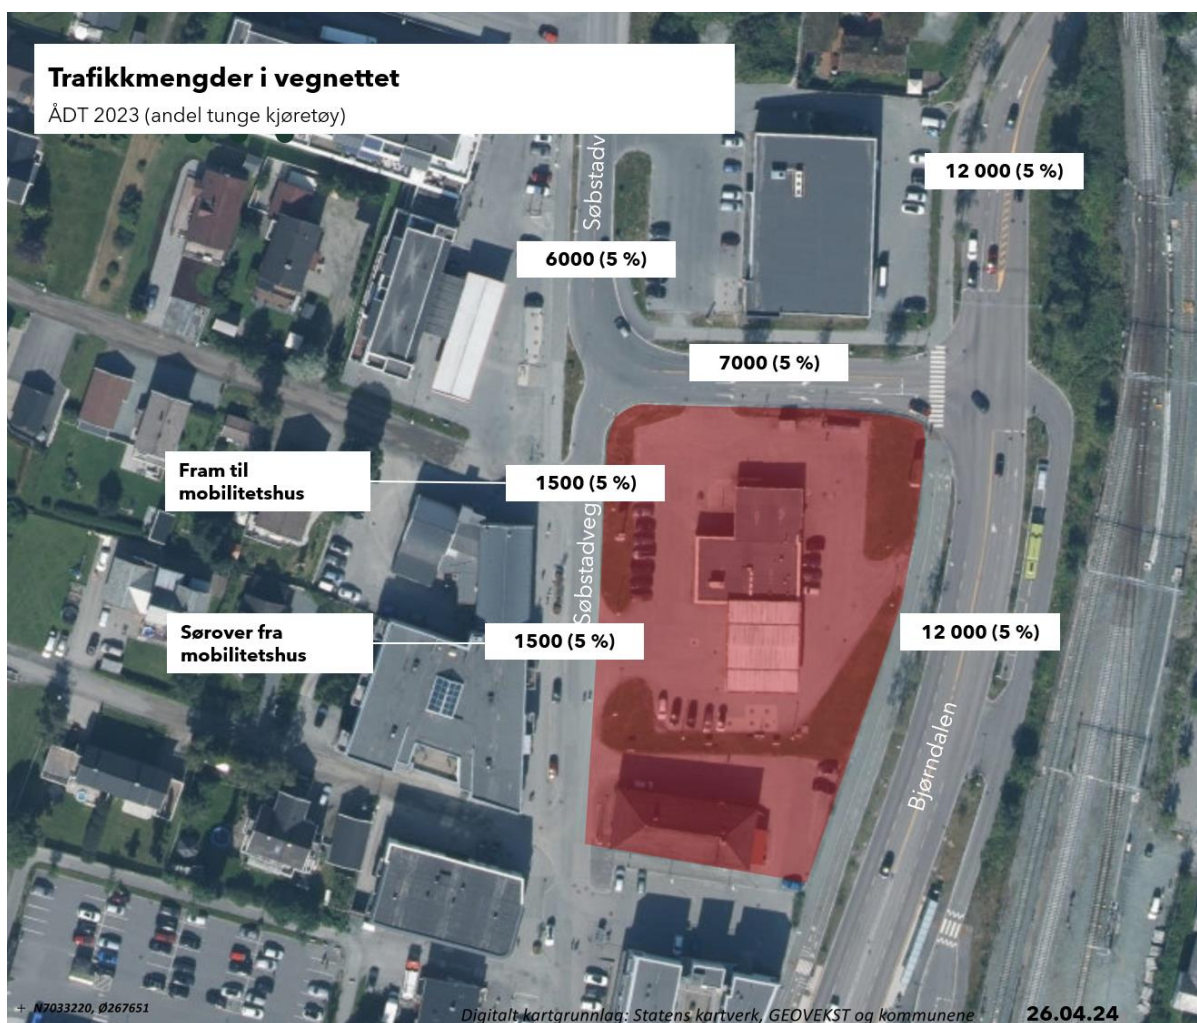 Trafikkmengder i vegnettet
ÅDT 2023 (andel tunge kjøretøy)
Søbstadv
12 000 (5 %)
6000 (5 %)
7000 (5 %)
Fram til
mobilitetshus
1500 (5 %)
Søbstadveg
Sørover fra
mobilitetshus
1500 (5 %)
12 000 (5 %)
Bjørndalen
+ N7033220, Ø267651
Digitalt kartgrunnlag: Statens kartverk, GEOVEKST og kommunene
26.04.24